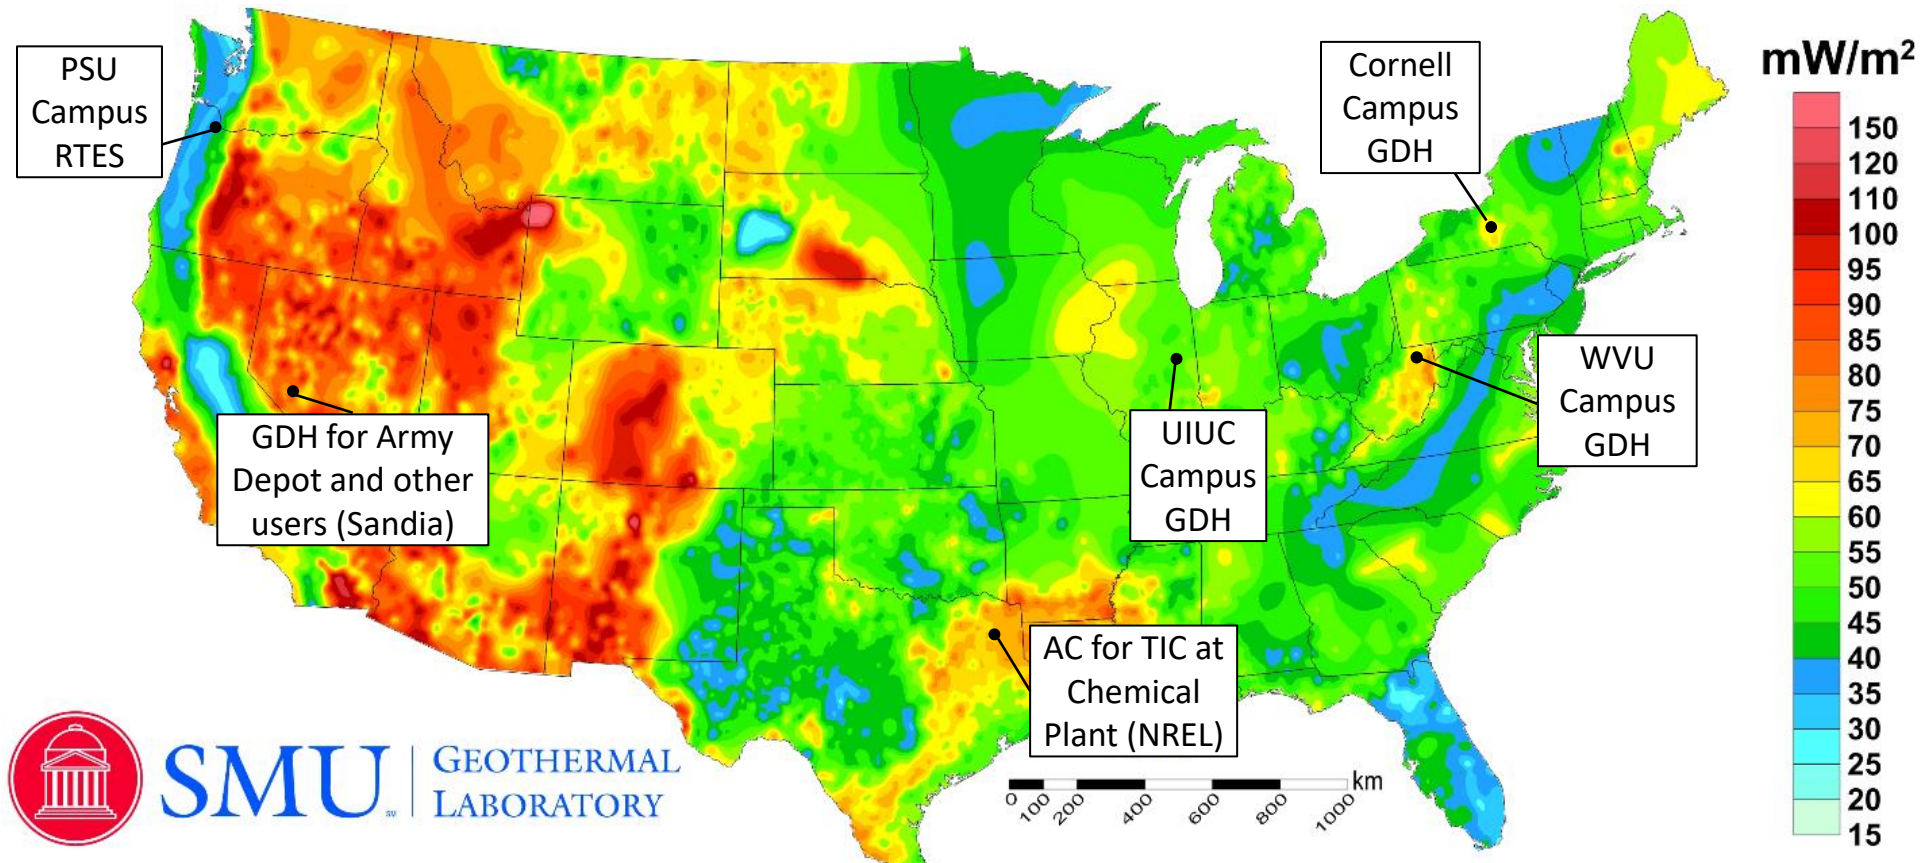 PSU
Campus
RTES
GDH for Army
Depot and other
users (Sandia)
Cornell
Campus
GDH
UIUC
Campus
GDH
WVU
Campus
GDH
AC for TIC at
Chemical
Plant (NREL)
mW/m²
150
120
110
100
95
90
85
80
75
70
65
60
55
50
45
40
35
30
25
20
15
km
0 100 200 400 600 800 1000
SMU GEOTHERMAL
LABORATORY